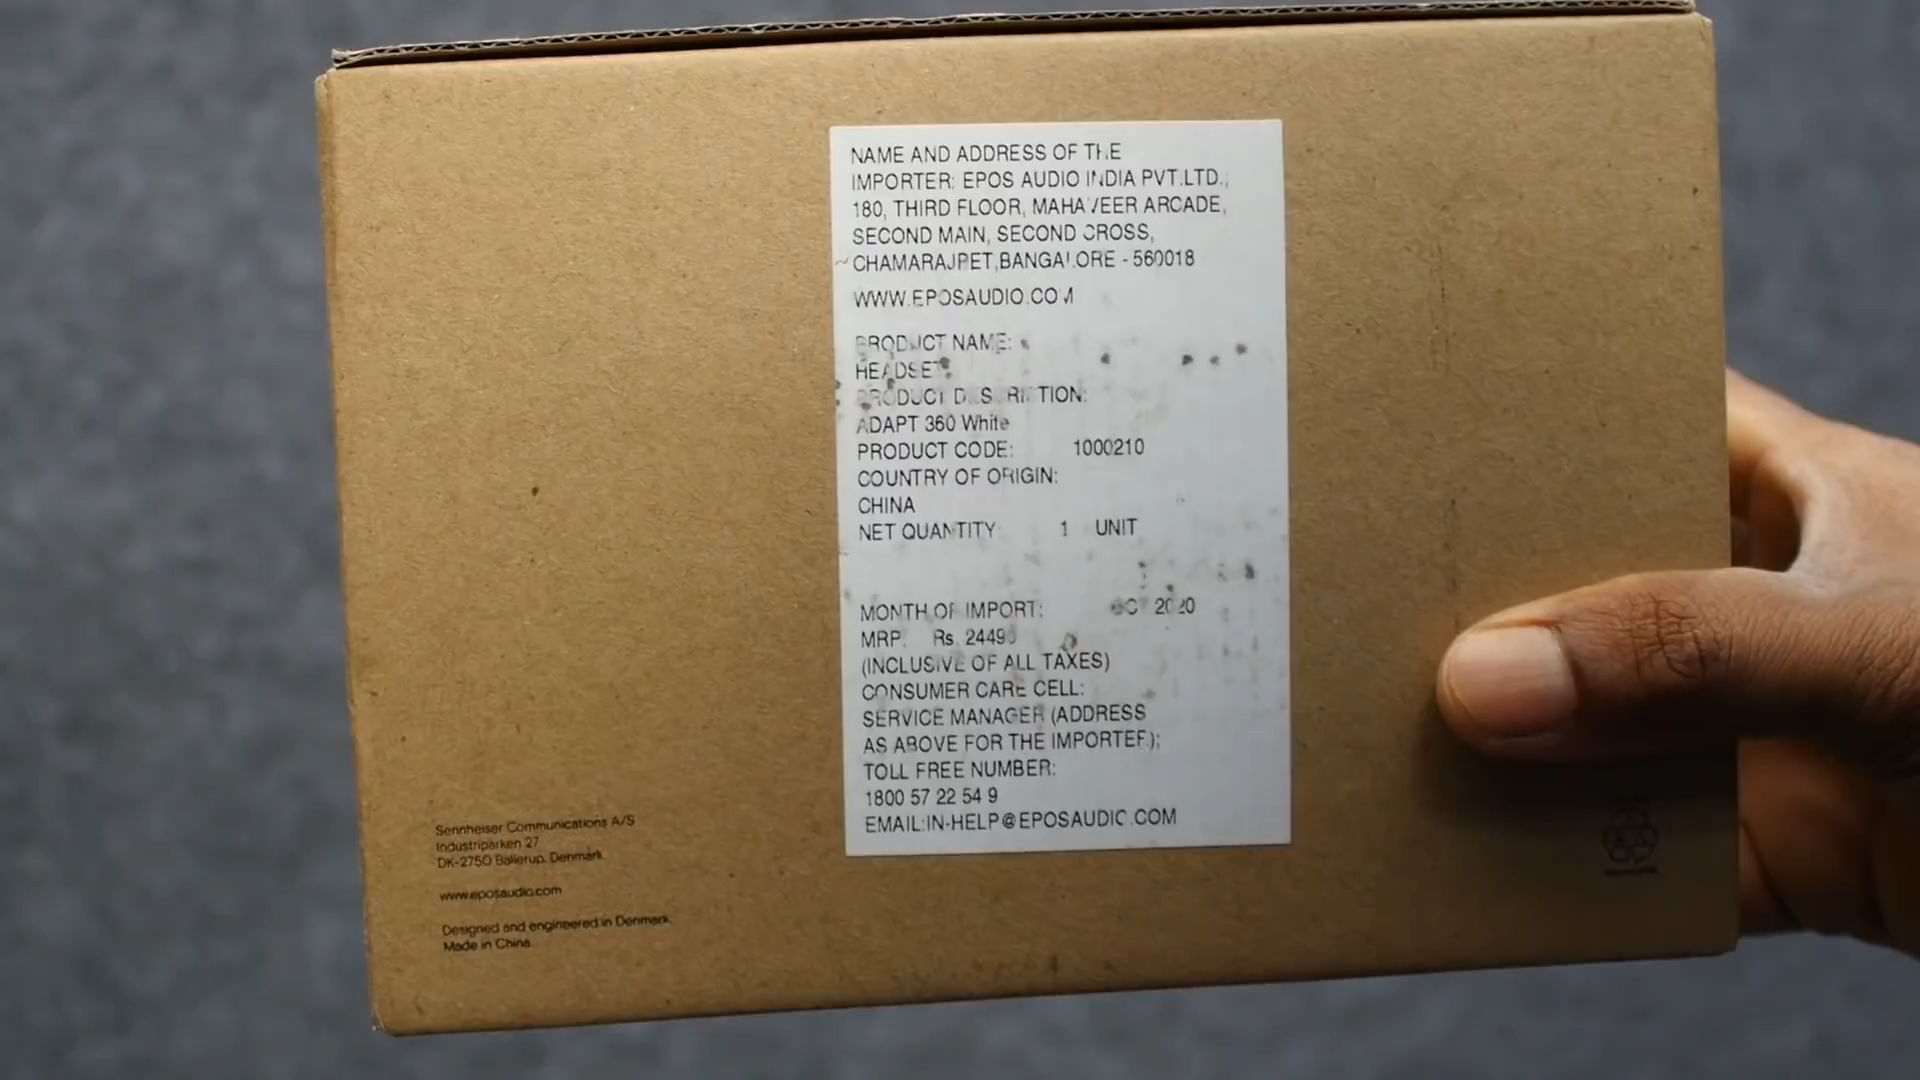 NAME AND ADDRESS OF THE
IMPORTER: EPOS AUDIO INDIA PVT.LTD.,
180, THIRD FLOOR, MAHAVEER ARCADE,
SECOND MAIN, SECOND CROSS,
CHAMARAJPET,BANGALORE - 560018
WWW.EPOSAUDIO.COM
PRODUCT NAME:
HEADSET
PRODUCT DESCRIPTION:
ADAPT 360 White
PRODUCT CODE: 1000210
COUNTRY OF ORIGIN:
CHINA
NET QUANTITY 1 UNIT
MONTH OF IMPORT: OCT 2020
MRP. Rs. 24490
(INCLUSIVE OF ALL TAXES)
CONSUMER CARE CELL:
SERVICE MANAGER (ADDRESS
AS ABOVE FOR THE IMPORTER);
TOLL FREE NUMBER:
1800 57 22 54 9
EMAIL:IN-HELP@EPOSAUDIO.COM
Sennheiser Communications A/S
Industriparken 27
DK-2750 Ballerup, Denmark
www.eposaudio.com
Designed and engineered in Denmark.
Made in China.